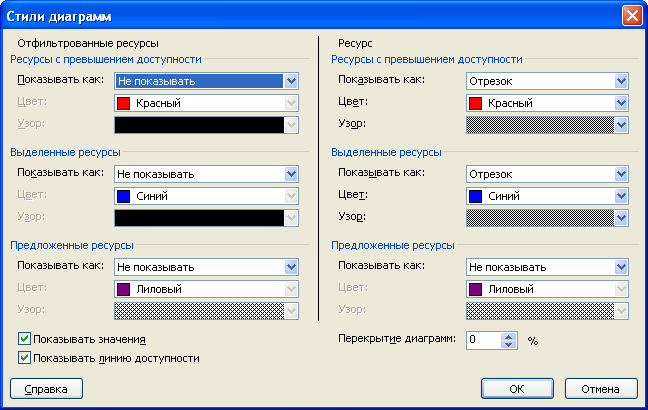 Стили диаграмм
Отфильтрованные ресурсы
Ресурсы с превышением доступности
Показывать как: Не показывать
Цвет: Красный
Узор:
Выделенные ресурсы
Показывать как: Не показывать
Цвет: Синий
Узор:
Предложенные ресурсы
Показывать как: Не показывать
Цвет: Лиловый
Узор:
Ресурс
Ресурсы с превышением доступности
Показывать как: Отрезок
Цвет: Красный
Узор:
Выделенные ресурсы
Показывать как: Отрезок
Цвет: Синий
Узор:
Предложенные ресурсы
Показывать как: Не показывать
Цвет: Лиловый
Узор:
Показывать значения
Показывать линию доступности
Перекрытие диаграмм: 0 %
Справка
ОК
Отмена